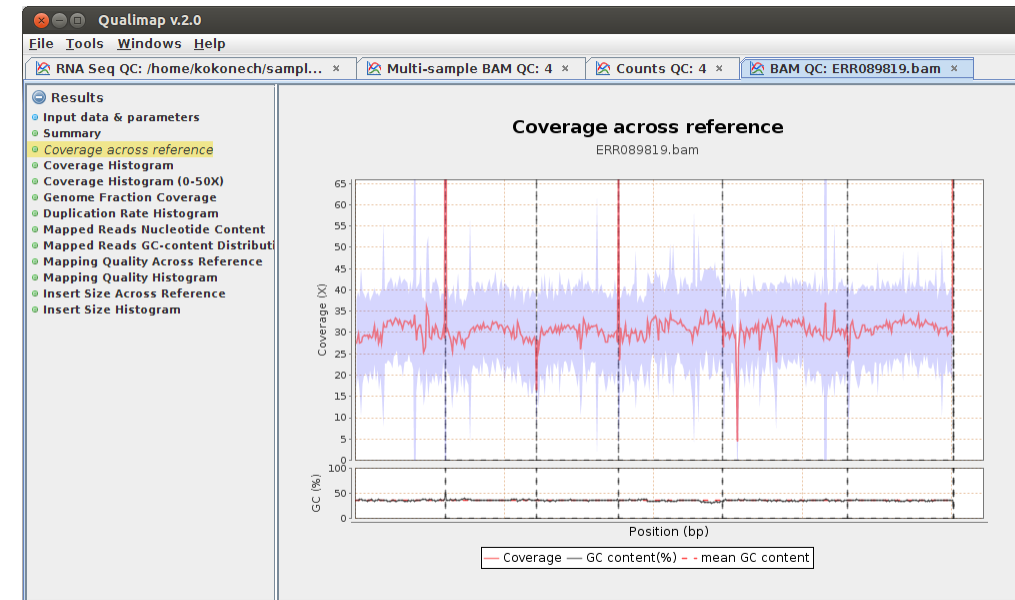 Qualimap v.2.0
File Tools Windows Help
RNA Seq QC: /home/kokonech/sampl... × Multi-sample BAM QC: 4 × Counts QC: 4 × BAM QC: ERR089819.bam ×
Results
Input data & parameters
Summary
Coverage across reference
Coverage Histogram
Coverage Histogram (0-50X)
Genome Fraction Coverage
Duplication Rate Histogram
Mapped Reads Nucleotide Content
Mapped Reads GC-content Distributi
Mapping Quality Across Reference
Mapping Quality Histogram
Insert Size Across Reference
Insert Size Histogram
Coverage across reference
ERR089819.bam
Coverage (X)
65
60
55
50
45
40
35
30
25
20
15
10
5
0
GC (%)
100
50
0
Position (bp)
Coverage GC content(%) mean GC content